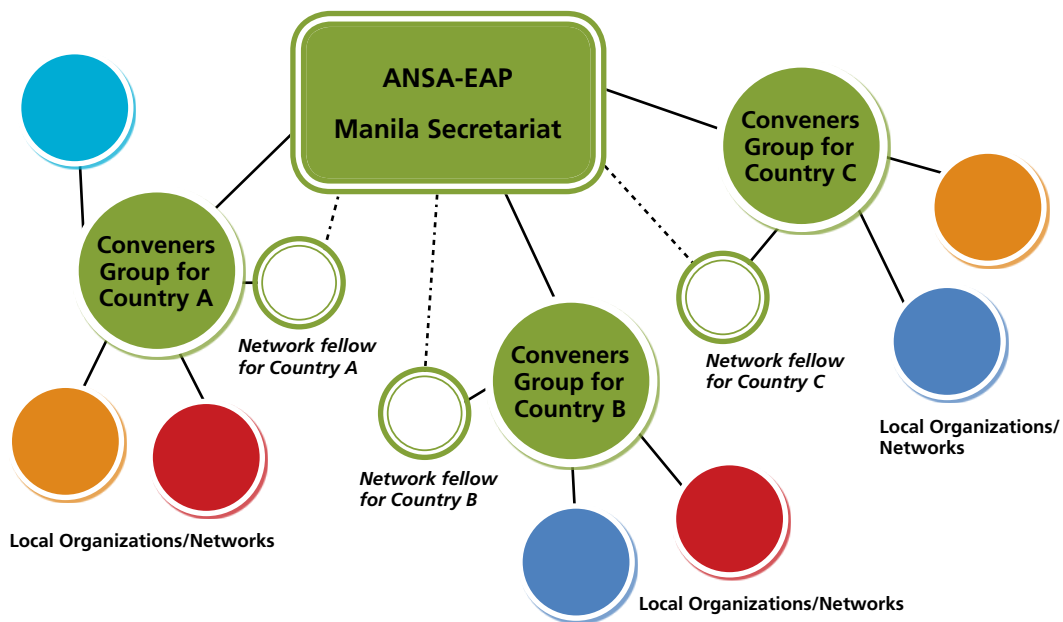 ANSA-EAP
Manila Secretariat
Conveners
Group for
Country C
Conveners
Group for
Country A
Network fellow
for Country A
Conveners
Group for
Country B
Network fellow
for Country C
Network fellow
for Country B
Local Organizations/
Networks
Local Organizations/Networks
Local Organizations/Networks